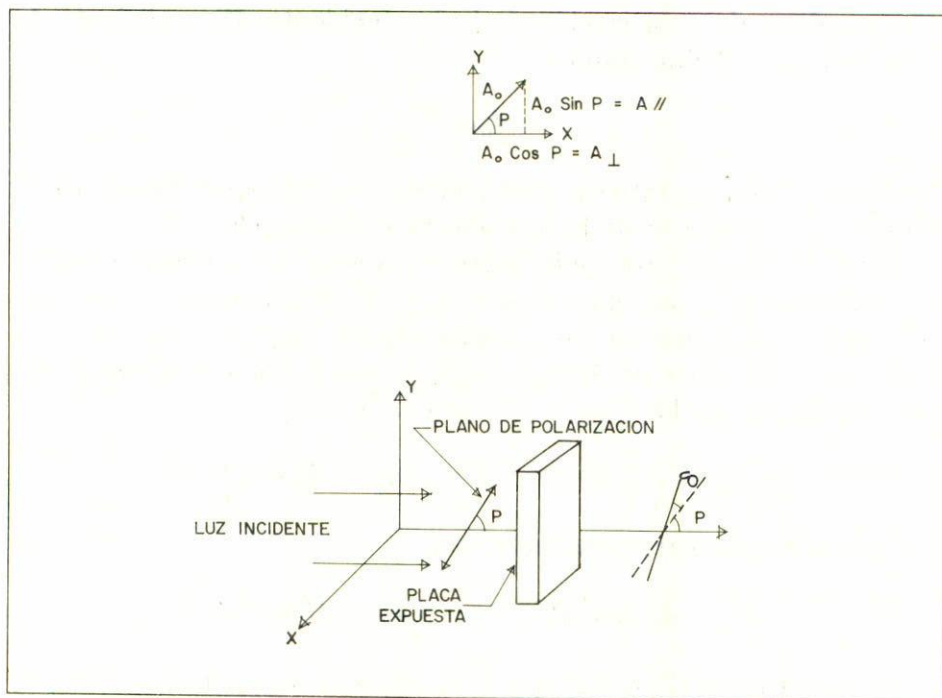 Y
A₀
A₀ Sin P = A //
P
X
A₀ Cos P = A ⊥
Y
PLANO DE POLARIZACION
P
P
LUZ INCIDENTE
PLACA
EXPUESTA
X